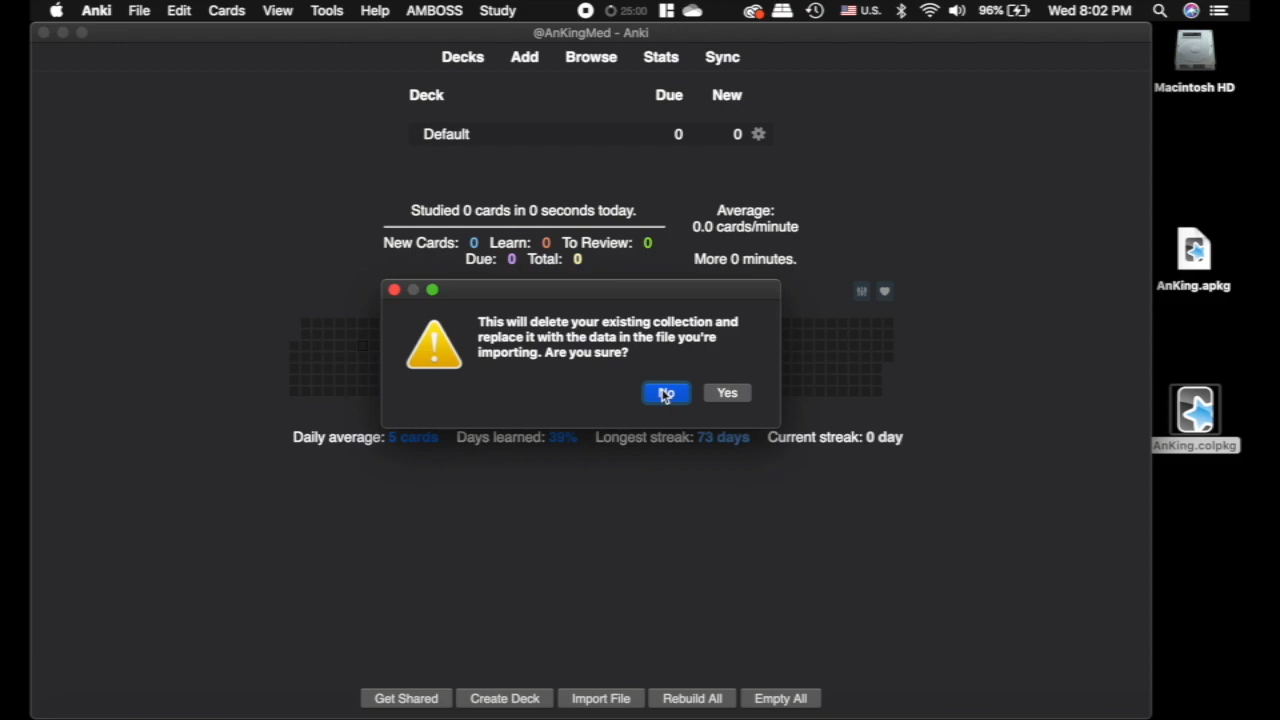 Anki File Edit Cards View Tools Help AMBOSS Study 25:00 U.S. 96% Wed 8:02 PM
@AnKingMed - Anki
Decks Add Browse Stats Sync
Macintosh HD
Deck Due New
Default 0 0
Studied 0 cards in 0 seconds today.
Average:
0.0 cards/minute
New Cards: 0 Learn: 0 To Review: 0
Due: 0 Total: 0
More 0 minutes.
AnKing.apkg
This will delete your existing collection and
replace it with the data in the file you're
importing. Are you sure?
No Yes
Daily average: 5 cards Days learned: 39% Longest streak: 73 days Current streak: 0 day
AnKing.colpkg
Get Shared Create Deck Import File Rebuild All Empty All